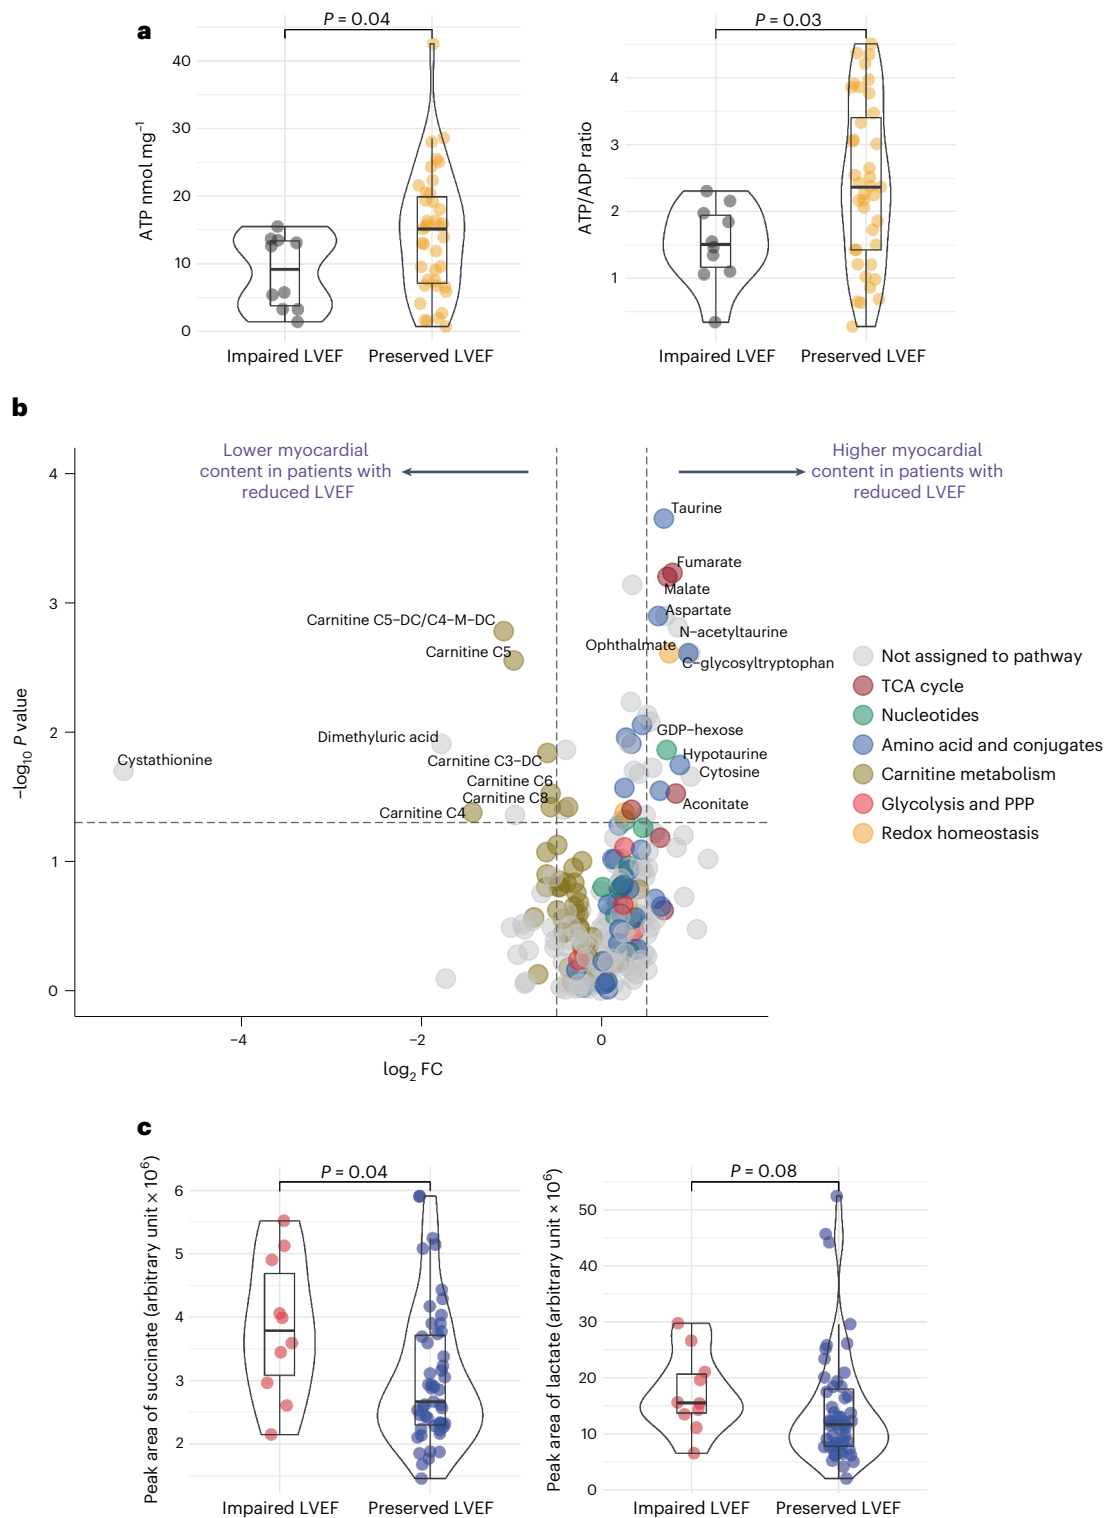 a
P = 0.04
ATP nmol mg⁻¹
40
30
20
10
0
Impaired LVEF
Preserved LVEF
P = 0.03
ATP/ADP ratio
4
3
2
1
Impaired LVEF
Preserved LVEF
b
Lower myocardial
content in patients with
reduced LVEF
Higher myocardial
content in patients with
reduced LVEF
−log₁₀ P value
4
3
2
1
0
Taurine
Fumarate
Malate
Aspartate
N−acetyltaurine
Ophthalmate
C−glycosyltryptophan
Carnitine C5−DC/C4−M−DC
Carnitine C5
GDP−hexose
Hypotaurine
Cytosine
Aconitate
Dimethyluric acid
Cystathionine
Carnitine C3−DC
Carnitine C6
Carnitine C8
Carnitine C4
−4
−2
0
log₂ FC
Not assigned to pathway
TCA cycle
Nucleotides
Amino acid and conjugates
Carnitine metabolism
Glycolysis and PPP
Redox homeostasis
c
P = 0.04
Peak area of succinate (arbitrary unit × 10⁶)
6
5
4
3
2
Impaired LVEF
Preserved LVEF
P = 0.08
Peak area of lactate (arbitrary unit × 10⁶)
50
40
30
20
10
0
Impaired LVEF
Preserved LVEF